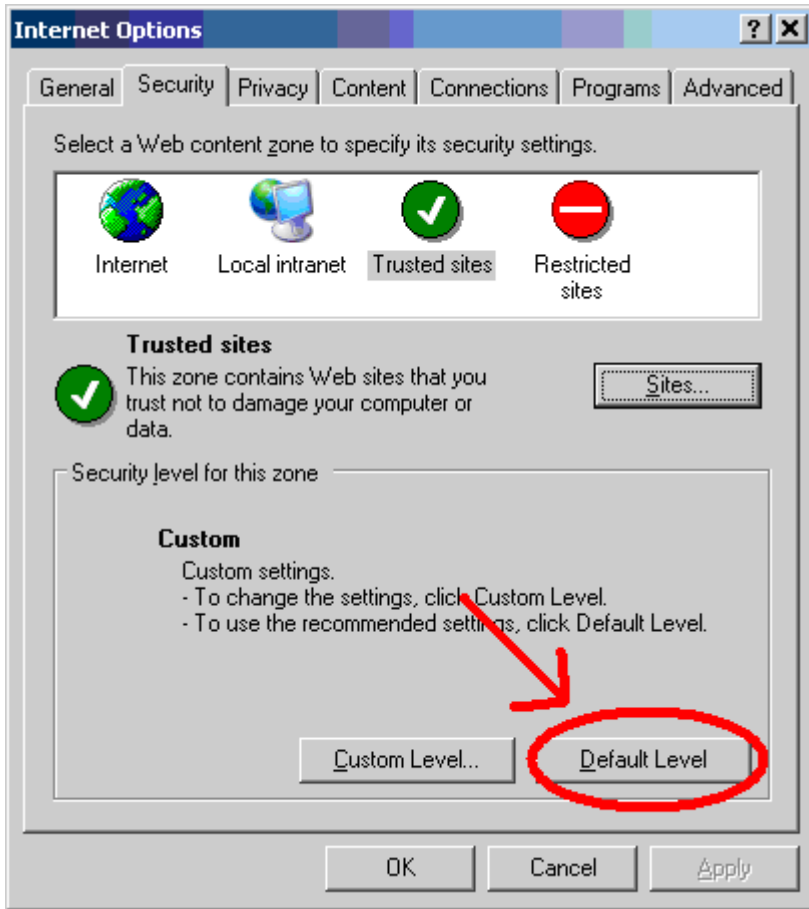 Internet Options
General Security Privacy Content Connections Programs Advanced
Select a Web content zone to specify its security settings.
Internet Local intranet Trusted sites Restricted sites
Trusted sites
This zone contains Web sites that you
trust not to damage your computer or
data.
Sites...
Security level for this zone
Custom
Custom settings.
- To change the settings, click Custom Level.
- To use the recommended settings, click Default Level.
Custom Level... Default Level
OK Cancel Apply